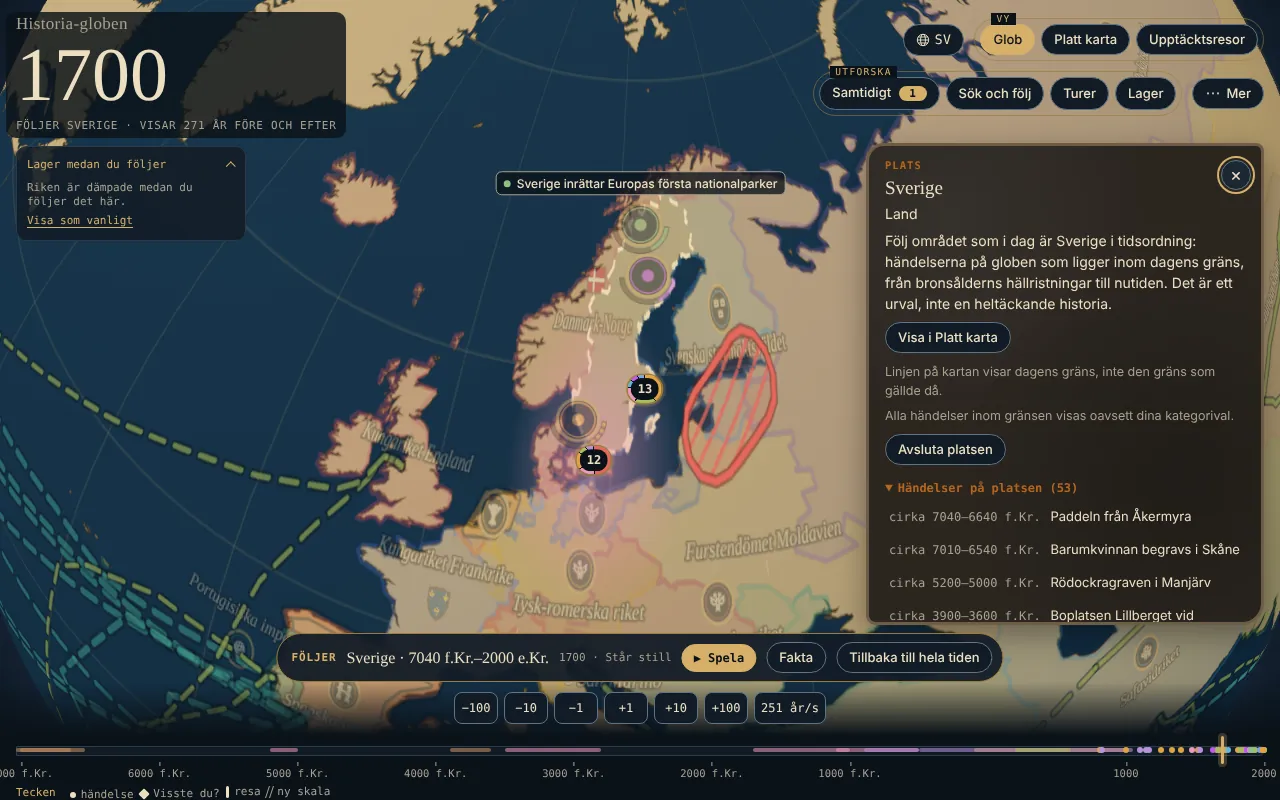 Historia-globen
1700
FÖLJER SVERIGE · VISAR 271 ÅR FÖRE OCH EFTER
Lager medan du följer
Riken är dämpade medan du
följer det här.
Visa som vanligt
SV
VY
Glob
Platt karta
Upptäcktsresor
UTFORSKA
Samtidigt 1
Sök och följ
Turer
Lager
··· Mer
Sverige inrättar Europas första nationalparker
Danmark-Norge
Svenska
13
12
Kungariket England
Kungariket Frankrike
Furstendömet Moldavien
Tysk-romerska riket
Portugisiska
Safavidriket
PLATS
Sverige
Land
Följ området som i dag är Sverige i tidsordning:
händelserna på globen som ligger inom dagens gräns,
från bronsålderns hällristningar till nutiden. Det är ett
urval, inte en heltäckande historia.
Visa i Platt karta
Linjen på kartan visar dagens gräns, inte den gräns som
gällde då.
Alla händelser inom gränsen visas oavsett dina kategorival.
Avsluta platsen
▼ Händelser på platsen (53)
cirka 7040–6640 f.Kr. Paddeln från Åkermyra
cirka 7010–6540 f.Kr. Barumkvinnan begravs i Skåne
cirka 5200–5000 f.Kr. Rödockragraven i Manjärv
cirka 3900–3600 f.Kr. Boplatsen Lillberget vid
FÖLJER Sverige · 7040 f.Kr.–2000 e.Kr. 1700 · Står still ▶ Spela Fakta Tillbaka till hela tiden
−100 −10 −1 +1 +10 +100 251 år/s
000 f.Kr. 6000 f.Kr. 5000 f.Kr. 4000 f.Kr. 3000 f.Kr. 2000 f.Kr. 1000 f.Kr. 1000 2000
Tecken händelse Visste du? resa // ny skala